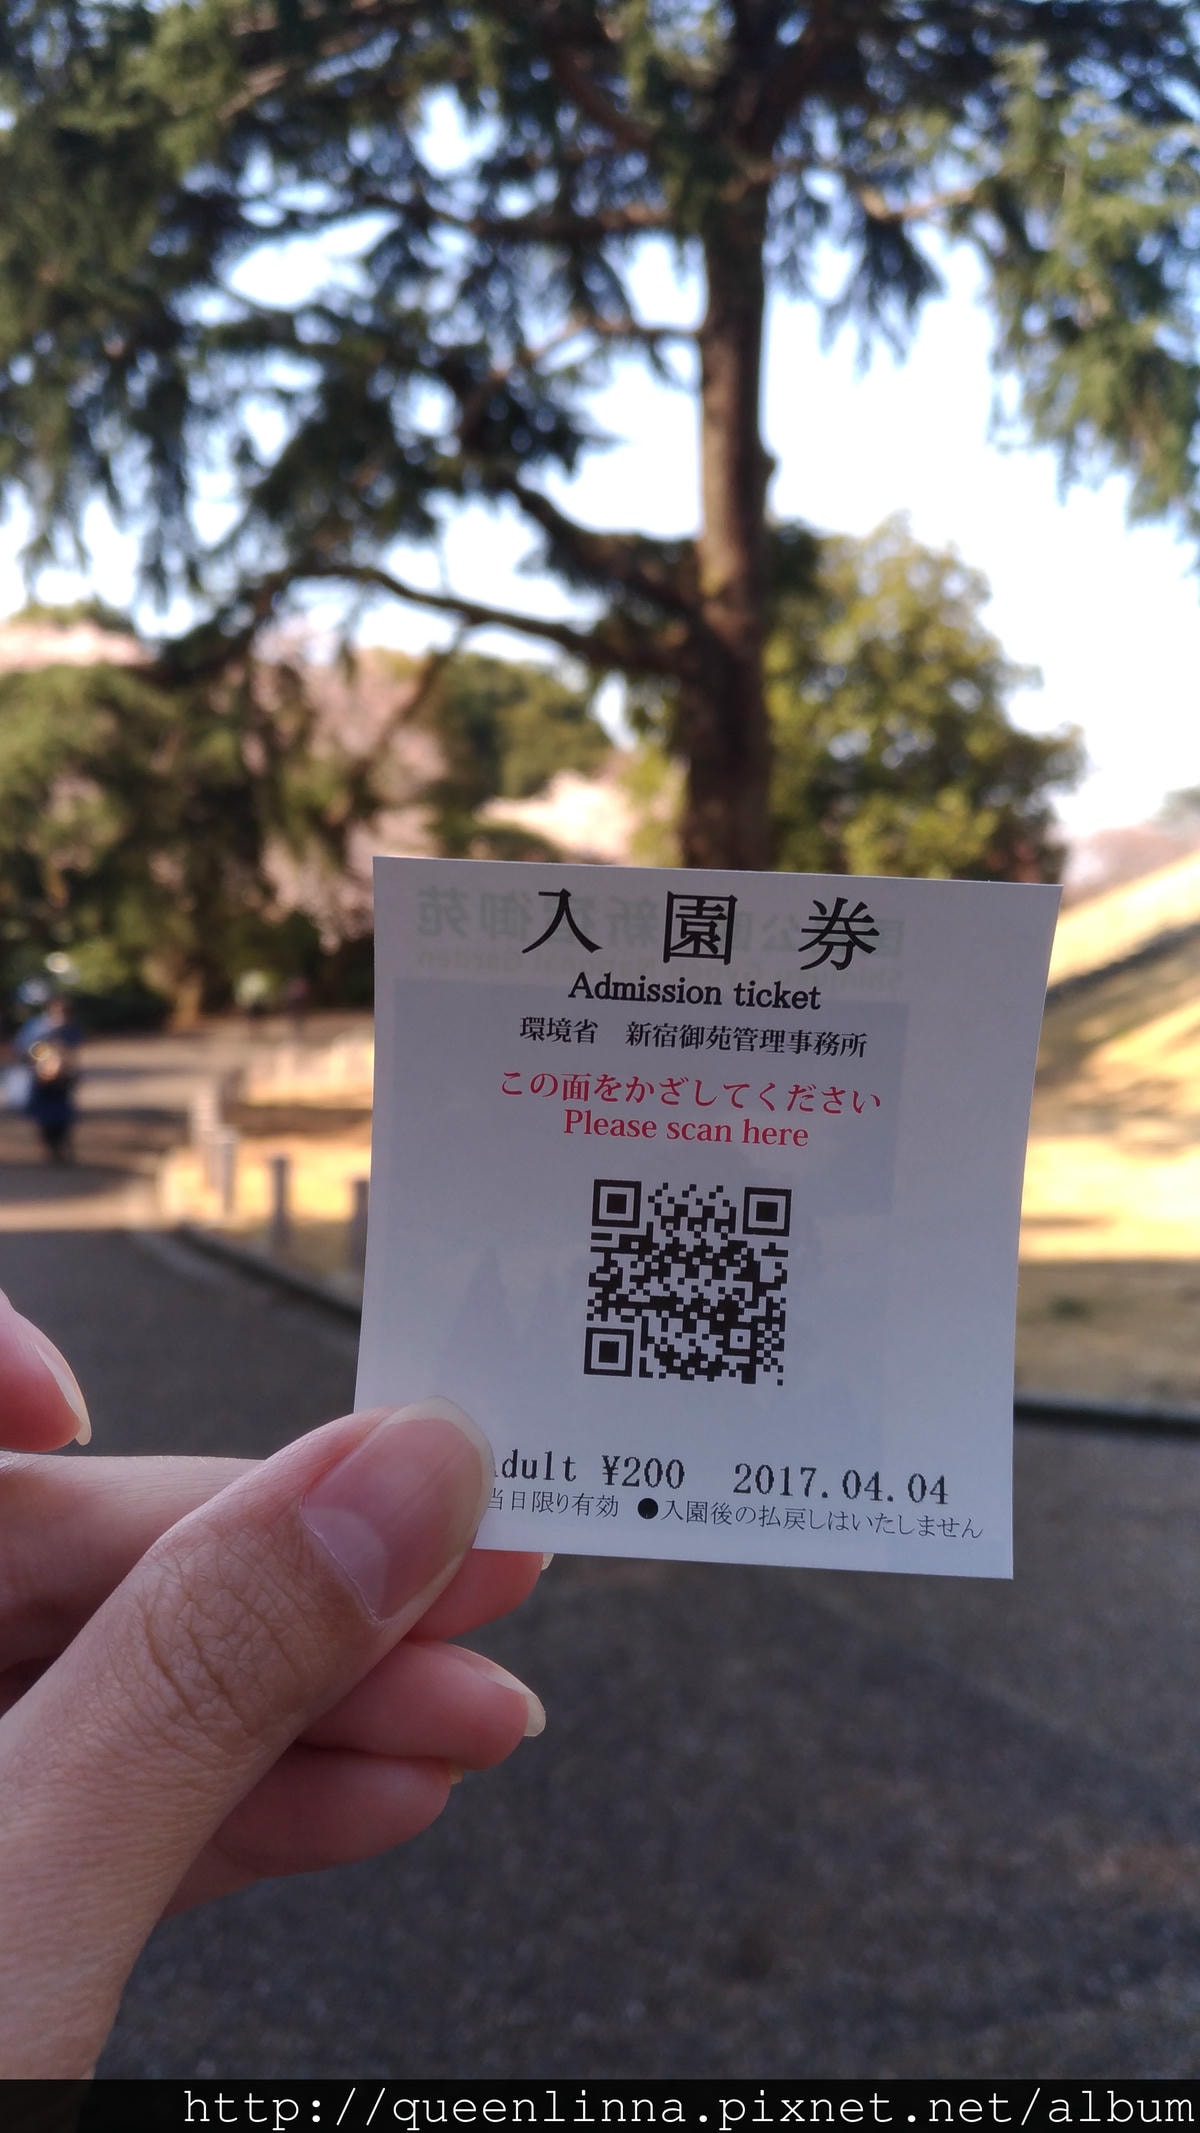 入園券
Admission ticket
環境省　新宿御苑管理事務所
この面をかざしてください
Please scan here
dult ¥200 2017.04.04
当日限り有効 ●入園後の払戻しはいたしません
http://queenlinna.pixnet.net/album